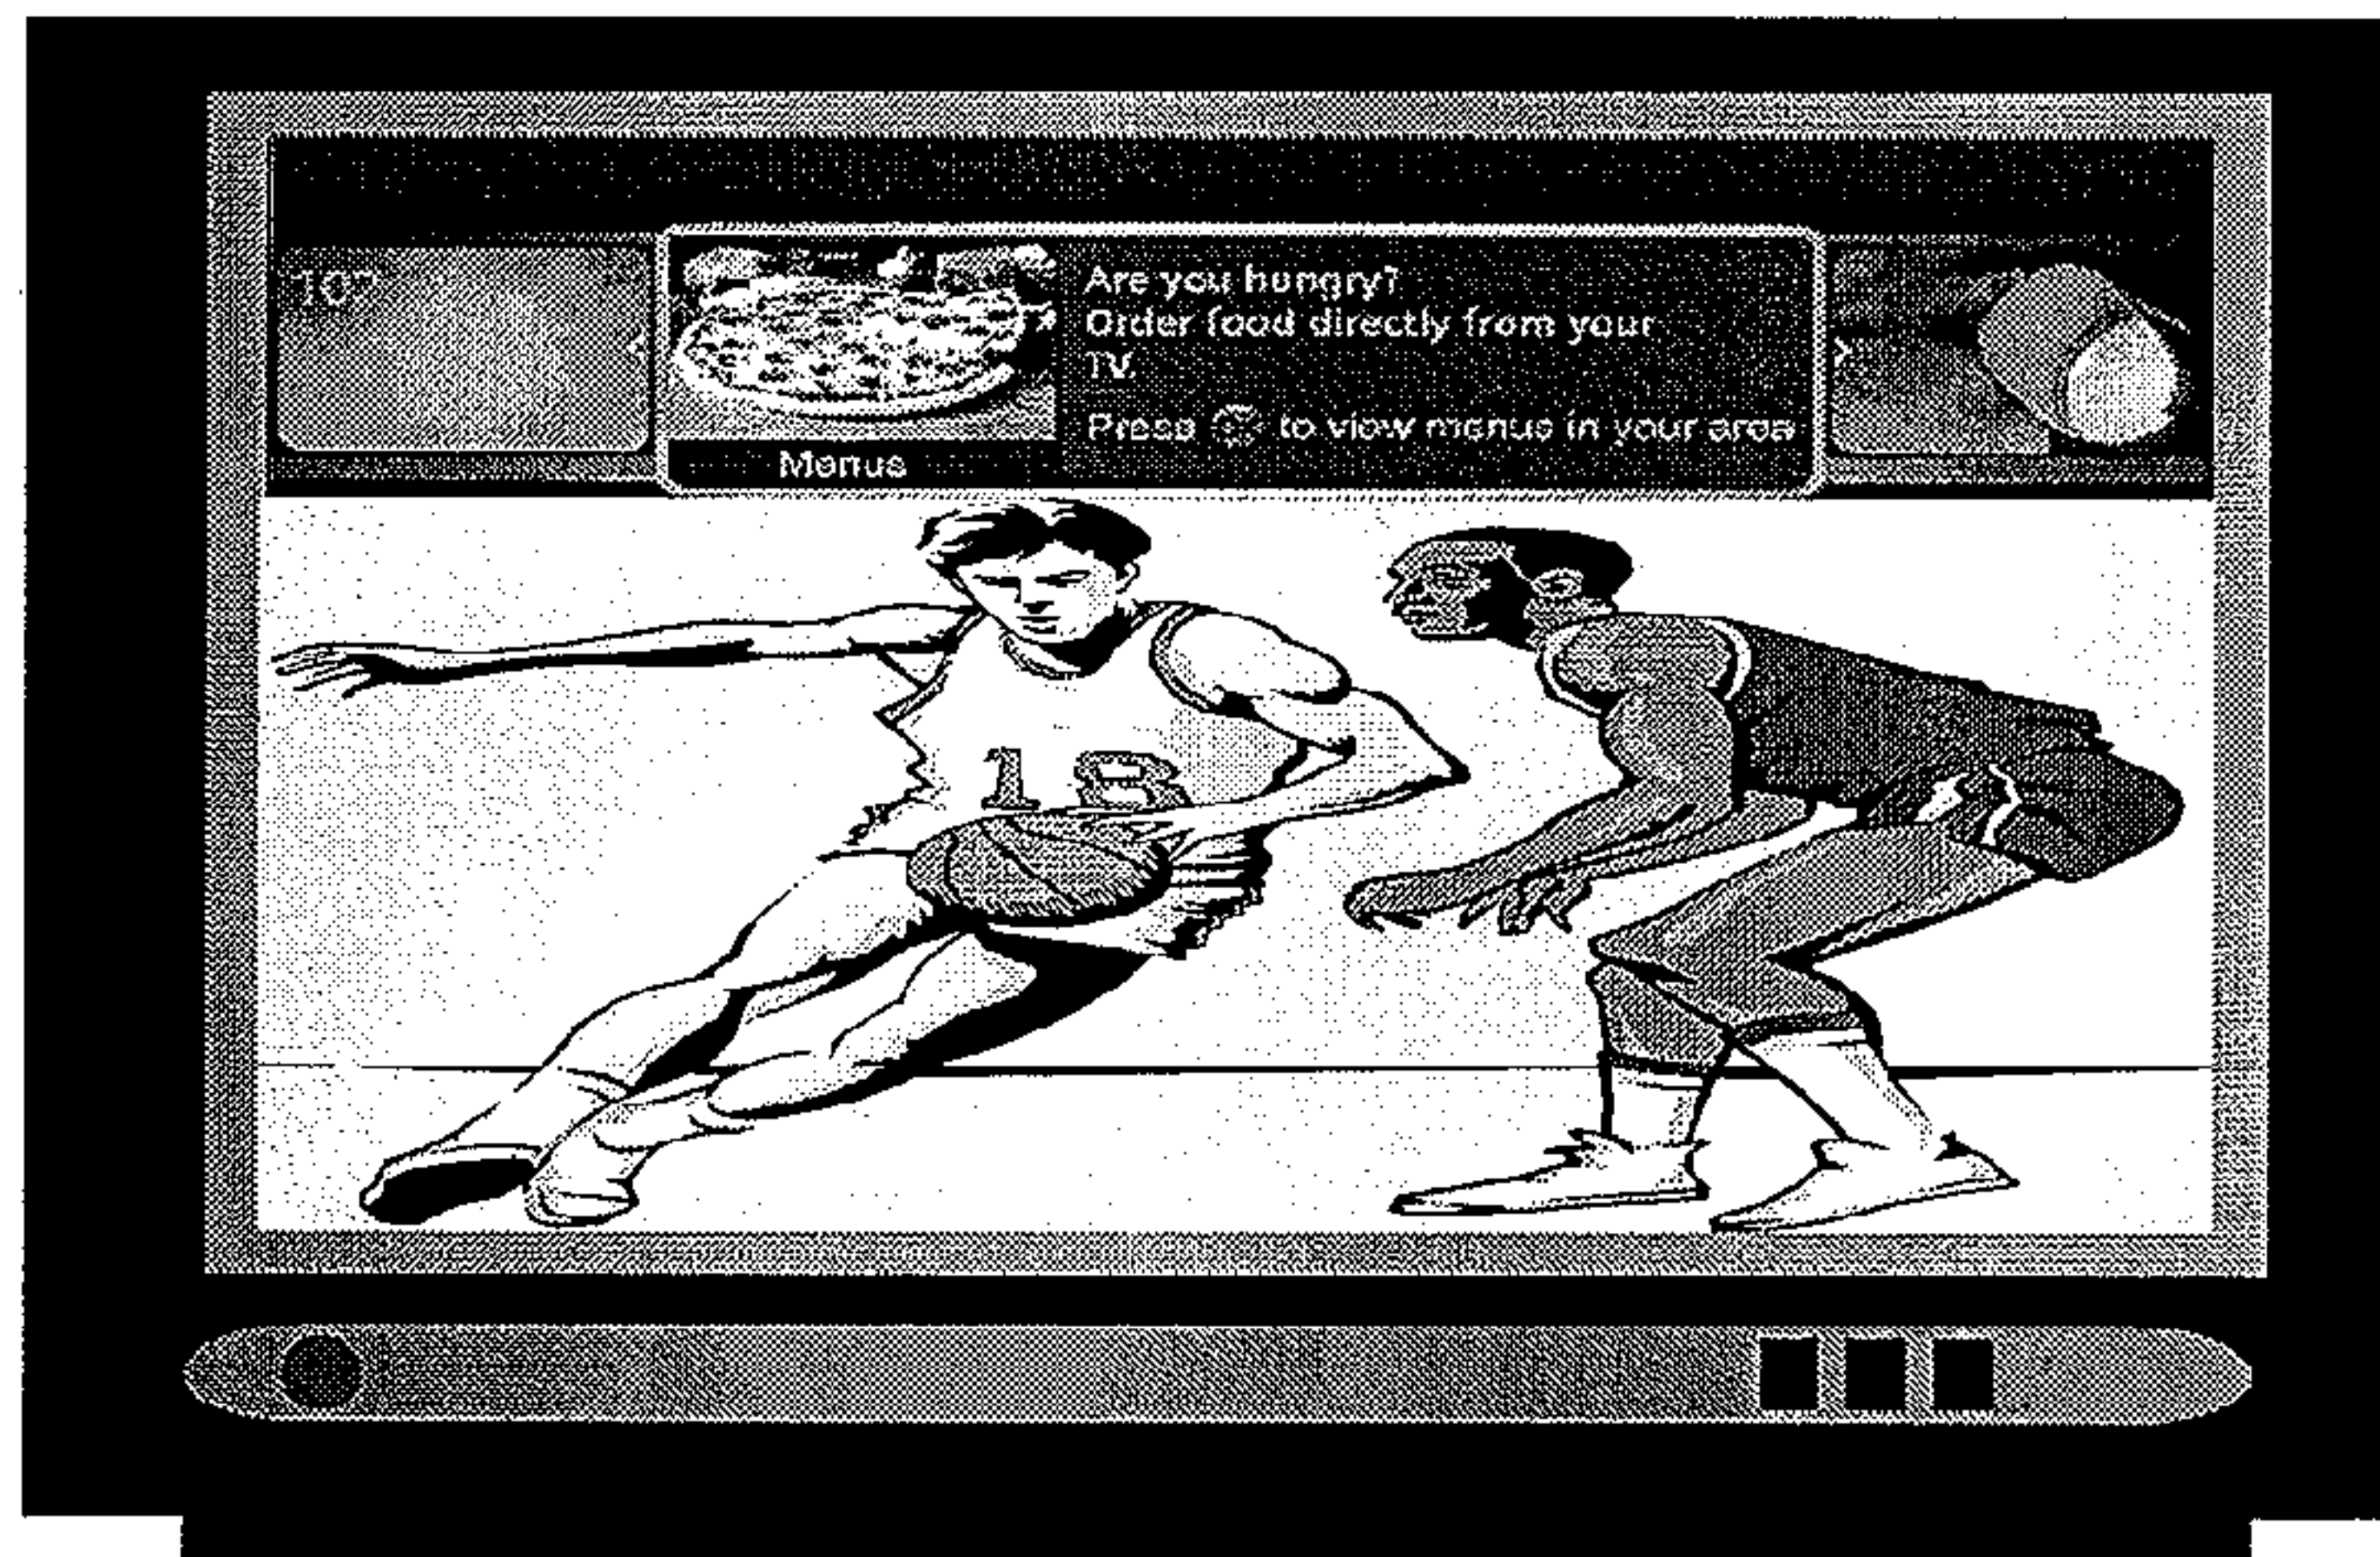 10°
Are you hungry?
Order food directly from your
TV.
Press OK to view menus in your area
Menus
18